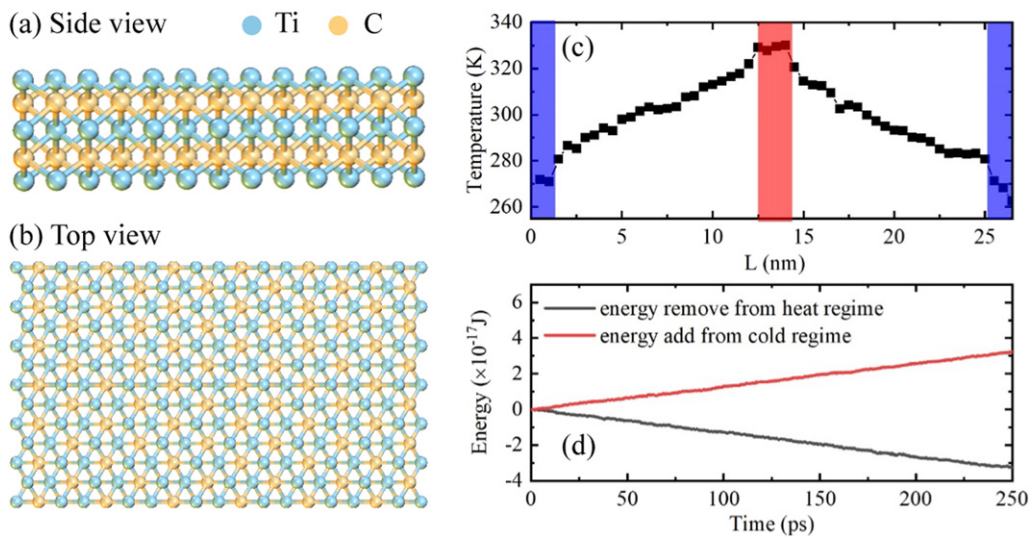 (a) Side view
Ti
C
(b) Top view
(c)
Temperature (K)
340
320
300
280
260
0
5
10
15
20
25
L (nm)
energy remove from heat regime
energy add from cold regime
(d)
Energy (×10⁻¹⁷J)
6
4
2
0
-2
-4
0
50
100
150
200
250
Time (ps)